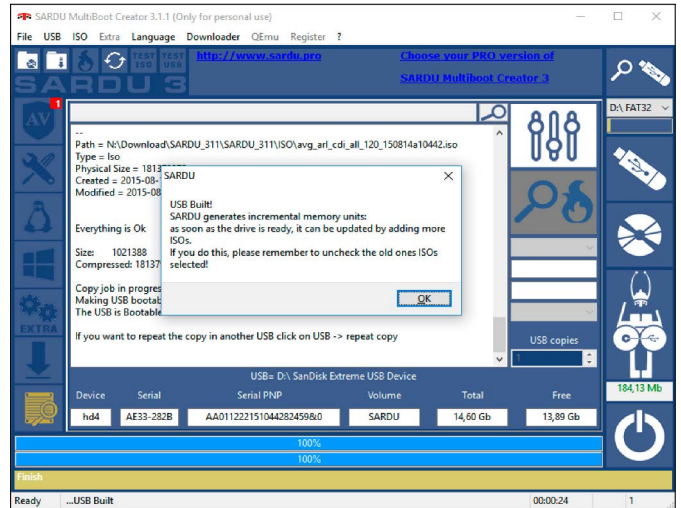 SARDU MultiBoot Creator 3.1.1 (Only for personal use)
File USB ISO Extra Language Downloader QEmu Register ?
TEST ISO
TEST USB
http://www.sardu.pro
Choose your PRO version of
SARDU Multiboot Creator 3
SARDU 3
AV
1
D:\ FAT32
--
Path = N:\Download\SARDU_311\SARDU_311\ISO\avg_arl_cdi_all_120_150814a10442.iso
Type = Iso
Physical Size
Created = 2015-08-
Modified = 2015-08
Everything is Ok
Size: 1021388
Compressed:
Copy job in progres
Making USB bootab
The USB is Bootable
If you want to repeat the copy in another USB click on USB -> repeat copy
SARDU
USB Built!
SARDU generates incremental memory units:
as soon as the drive is ready, it can be updated by adding more
ISOs.
If you do this, please remember to uncheck the old ones ISOs
selected!
OK
EXTRA
USB copies
1
USB= D:\ SanDisk Extreme USB Device
Device Serial Serial PNP Volume Total Free
hd4 AE33-282B AA011222151044282459&0 SARDU 14,60 Gb 13,89 Gb
184,13 Mb
100%
100%
Finish
Ready ...USB Built 00:00:24 1